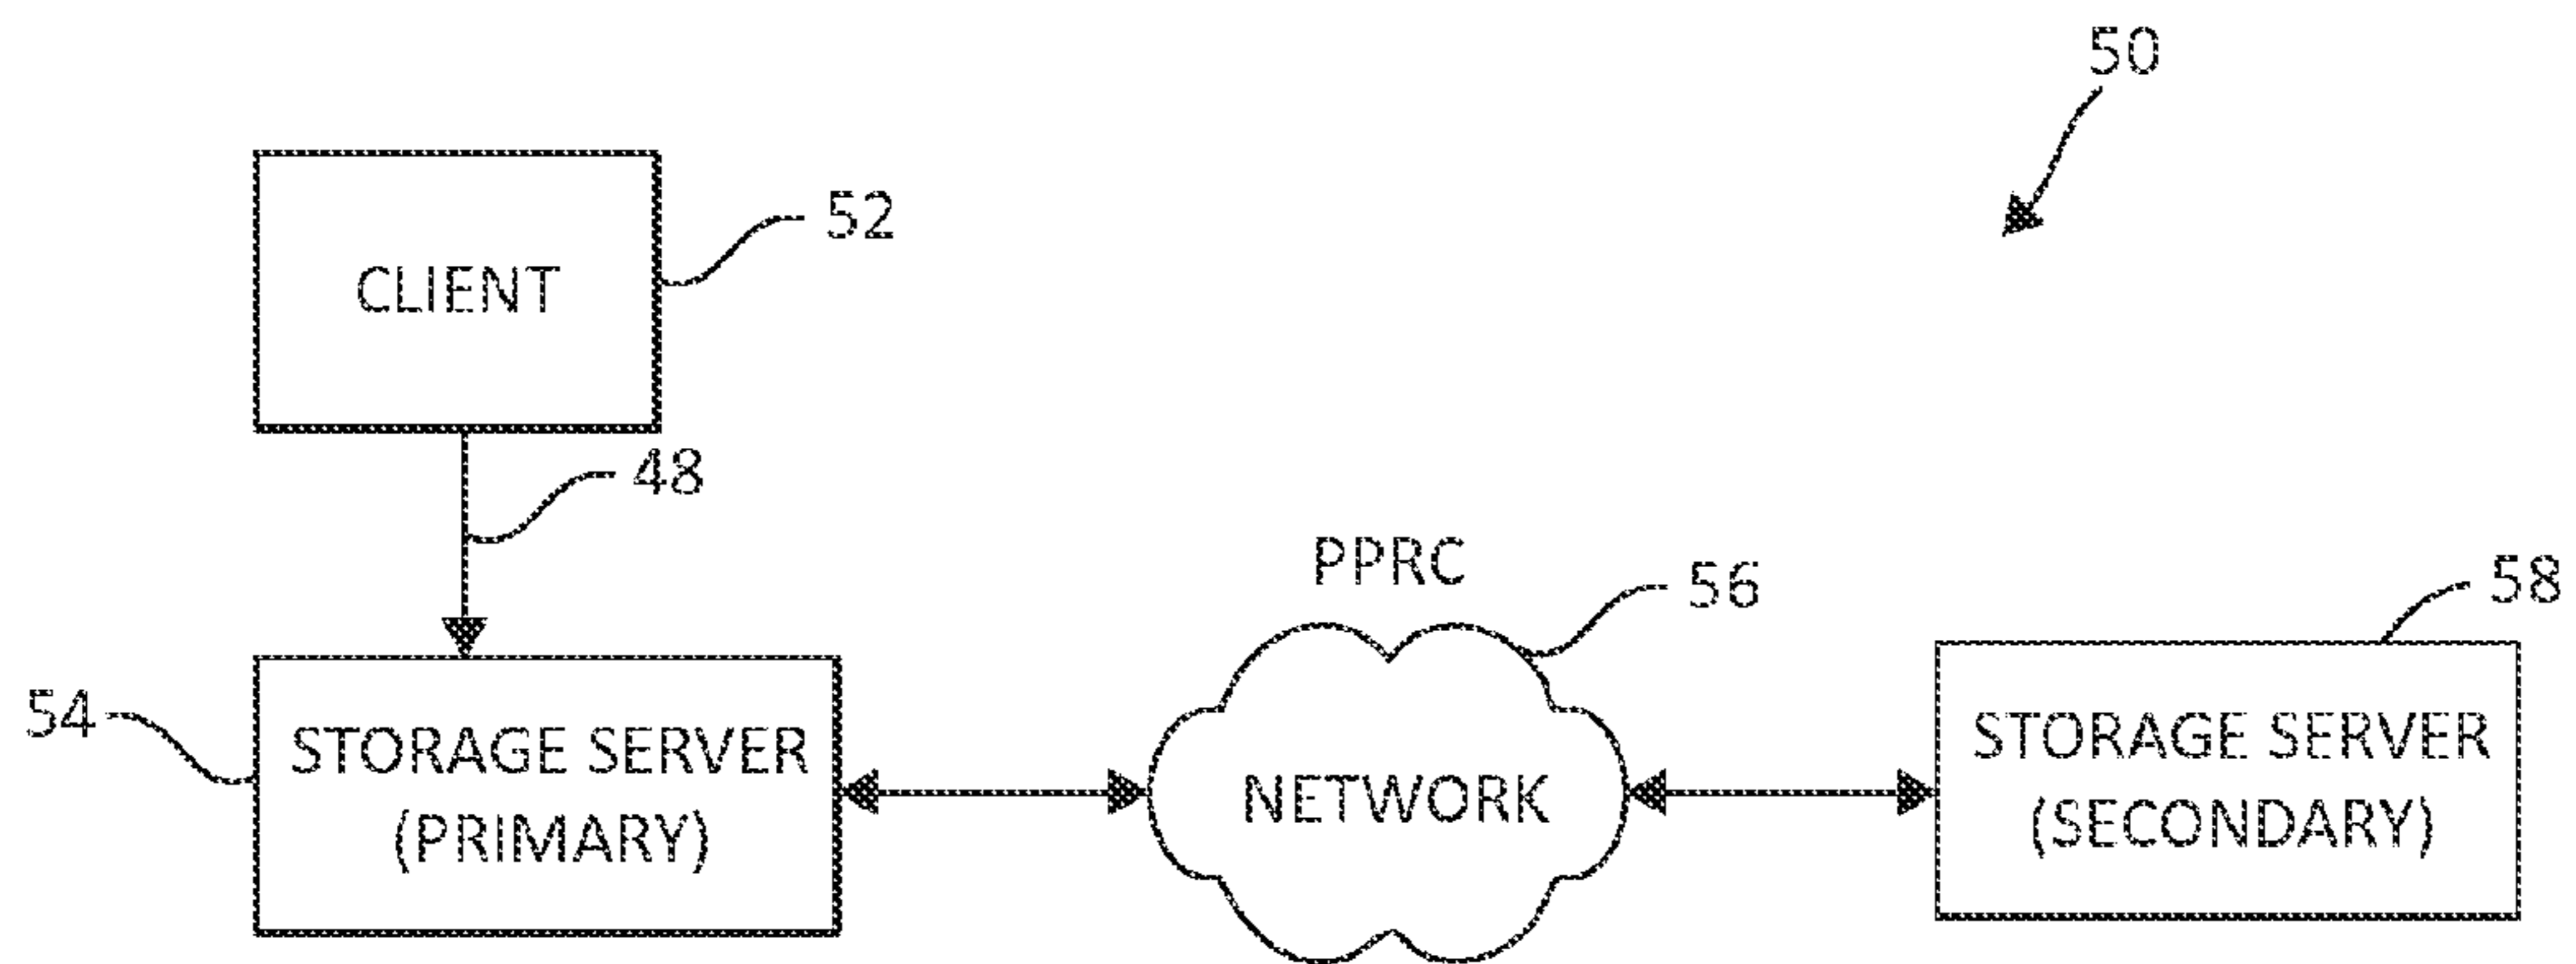 50
52
CLIENT
48
PPRC
56
58
54
STORAGE SERVER
(PRIMARY)
NETWORK
STORAGE SERVER
(SECONDARY)